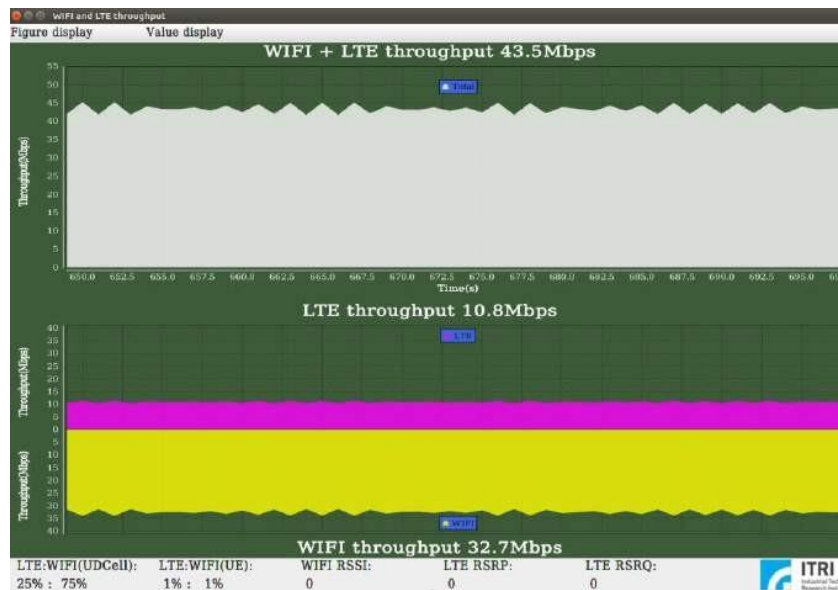 WIFI and LTE throughput
Figure display Value display
WIFI + LTE throughput 43.5Mbps
Total
Throughput(Mbps)
55
50
45
40
35
30
25
20
15
10
5
0
650.0 652.5 655.0 657.5 660.0 662.5 665.0 667.5 670.0 672.5 675.0 677.5 680.0 682.5 685.0 687.5 690.0 692.5 695.0
Time(s)
LTE throughput 10.8Mbps
LTE
Throughput(Mbps)
40
35
30
25
20
15
10
5
0
5
10
15
20
25
30
35
40
Throughput(Mbps)
WIFI
WIFI throughput 32.7Mbps
LTE:WIFI(UDCell): LTE:WIFI(UE): WIFI RSSI: LTE RSRP: LTE RSRQ:
25% : 75% 1% : 1% 0 0 0
ITRI
Industrial